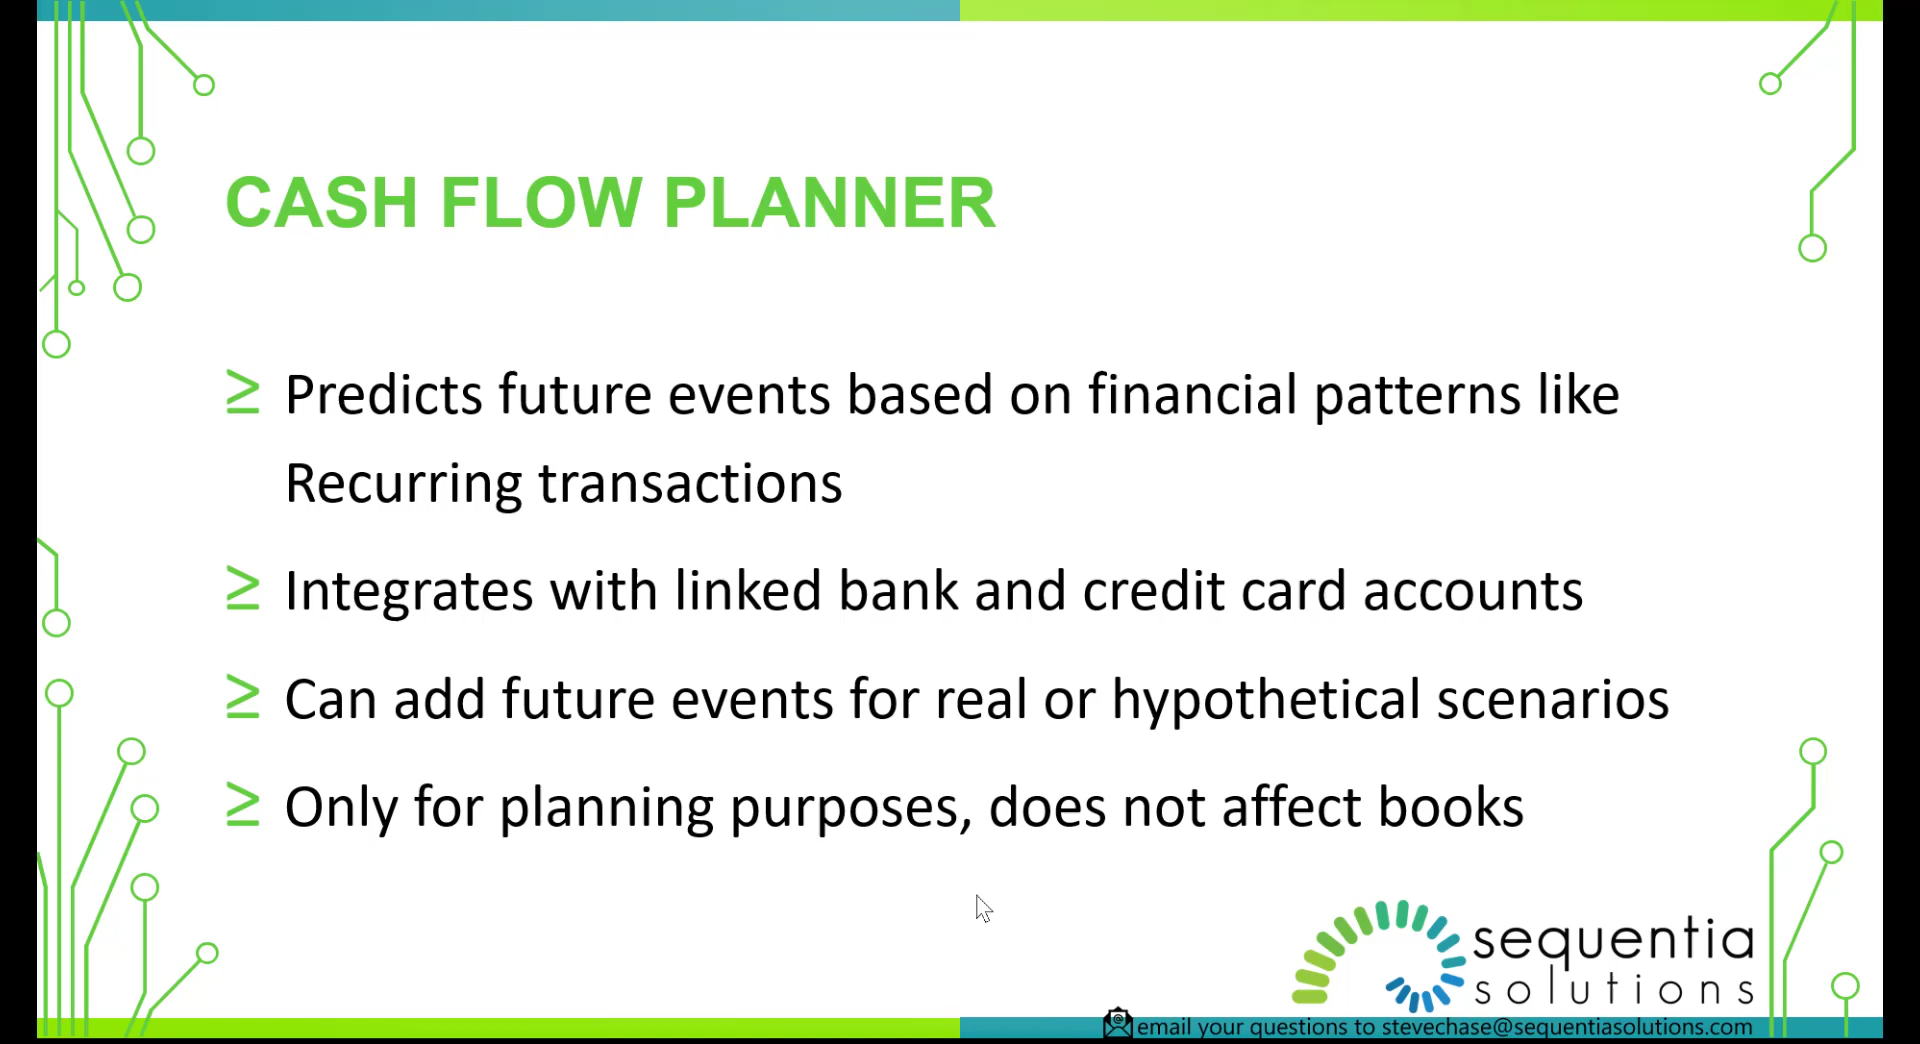 CASH FLOW PLANNER
≥ Predicts future events based on financial patterns like
Recurring transactions
≥ Integrates with linked bank and credit card accounts
≥ Can add future events for real or hypothetical scenarios
≥ Only for planning purposes, does not affect books
sequentia
solutions
email your questions to stevechase@sequentiasolutions.com